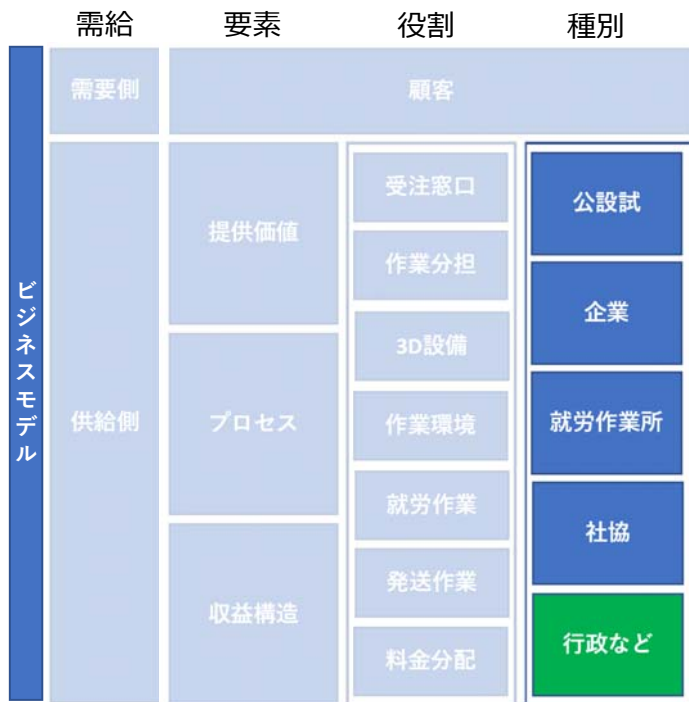 需給 要素 役割 種別
ビジネスモデル
需要側
顧客
供給側
提供価値
プロセス
収益構造
受注窓口
作業分担
3D設備
作業環境
就労作業
発送作業
料金分配
公設試
企業
就労作業所
社協
行政など